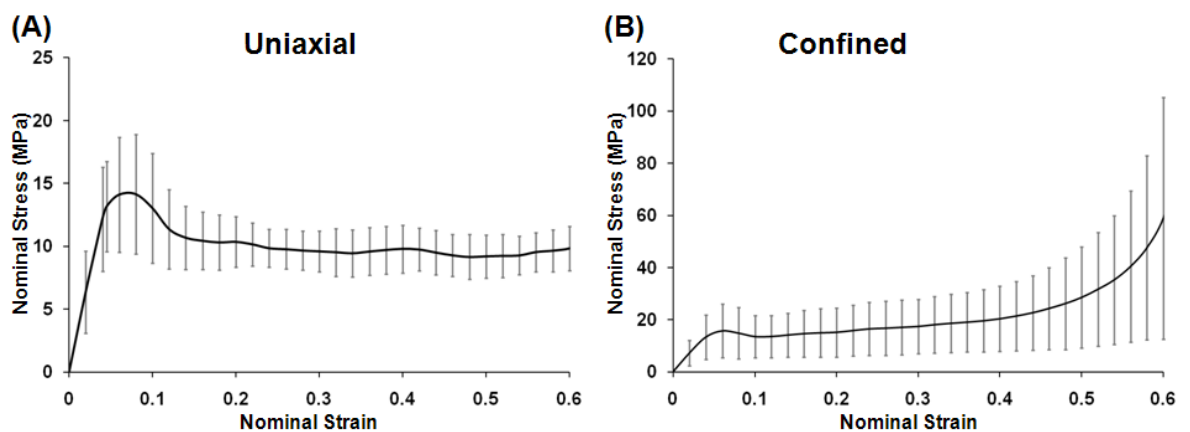 (A)
Uniaxial
25
20
15
10
5
0
Nominal Stress (MPa)
0 0.1 0.2 0.3 0.4 0.5 0.6
Nominal Strain
(B)
Confined
120
100
80
60
40
20
0
Nominal Stress (MPa)
0 0.1 0.2 0.3 0.4 0.5 0.6
Nominal Strain